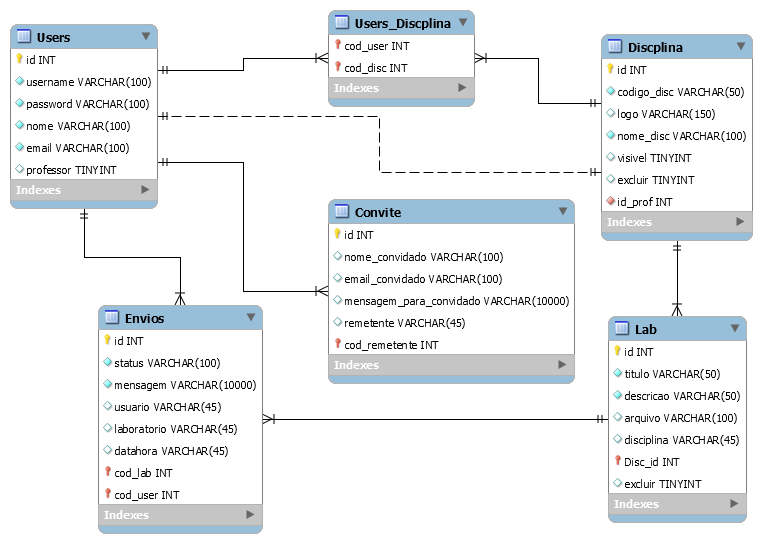 Users
id INT
username VARCHAR(100)
password VARCHAR(100)
nome VARCHAR(100)
email VARCHAR(100)
professor TINYINT
Indexes
Users_Discplina
cod_user INT
cod_disc INT
Indexes
Discplina
id INT
codigo_disc VARCHAR(50)
logo VARCHAR(150)
nome_disc VARCHAR(100)
visivel TINYINT
excluir TINYINT
id_prof INT
Indexes
Convite
id INT
nome_convidado VARCHAR(100)
email_convidado VARCHAR(100)
mensagem_para_convidado VARCHAR(10000)
remetente VARCHAR(45)
cod_remetente INT
Indexes
Envios
id INT
status VARCHAR(100)
mensagem VARCHAR(10000)
usuario VARCHAR(45)
laboratorio VARCHAR(45)
datahora VARCHAR(45)
cod_lab INT
cod_user INT
Indexes
Lab
id INT
titulo VARCHAR(50)
descricao VARCHAR(50)
arquivo VARCHAR(100)
disciplina VARCHAR(45)
Disc_id INT
excluir TINYINT
Indexes